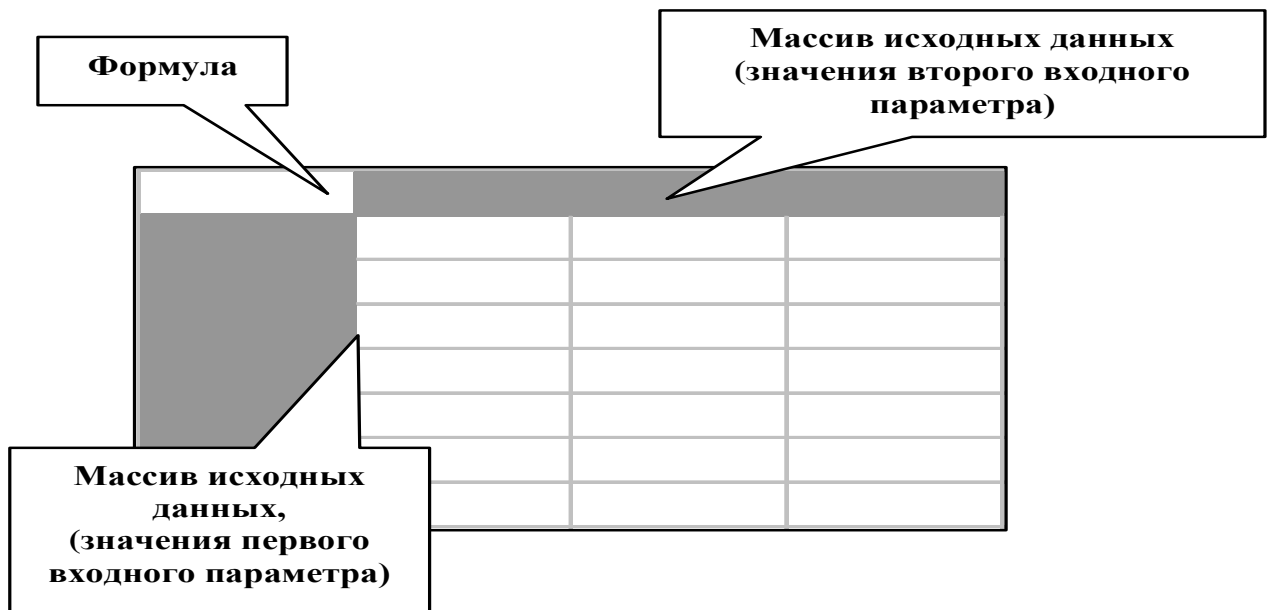 Формула
Массив исходных данных
(значения второго входного
параметра)
Массив исходных
данных,
(значения первого
входного параметра)